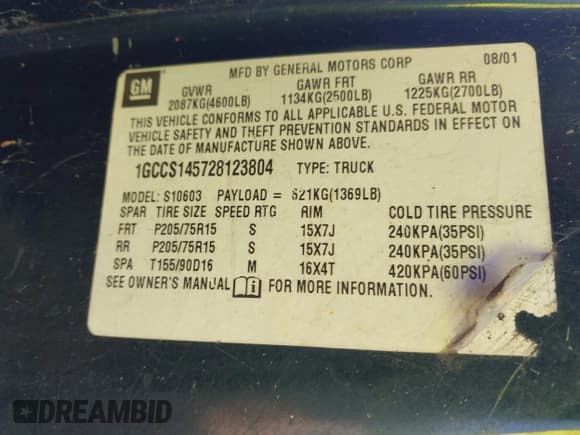 GM
MFD BY GENERAL MOTORS CORP 08/01
GVWR GAWR FRT GAWR RR
2087KG(4600LB) 1134KG(2500LB) 1225KG(2700LB)
THIS VEHICLE CONFORMS TO ALL APPLICABLE U.S. FEDERAL MOTOR
VEHICLE SAFETY AND THEFT PREVENTION STANDARDS IN EFFECT ON
THE DATE OF MANUFACTURE SHOWN ABOVE.
1GCCS145728123804 TYPE: TRUCK
MODEL: S10603 PAYLOAD = 621KG(1369LB)
SPAR TIRE SIZE SPEED RTG RIM COLD TIRE PRESSURE
FRT P205/75R15 S 15X7J 240KPA(35PSI)
RR P205/75R15 S 15X7J 240KPA(35PSI)
SPA T155/90D16 M 16X4T 420KPA(60PSI)
SEE OWNER'S MANUAL i FOR MORE INFORMATION.
DREAMBID